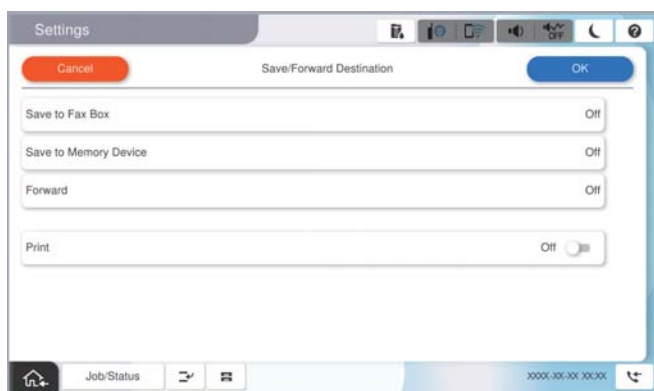 Settings
OFF
Cancel
Save/Forward Destination
OK
Save to Fax Box
Off
Save to Memory Device
Off
Forward
Off
Print
Off
Job/Status
XXXX-XX-XX XX:XX